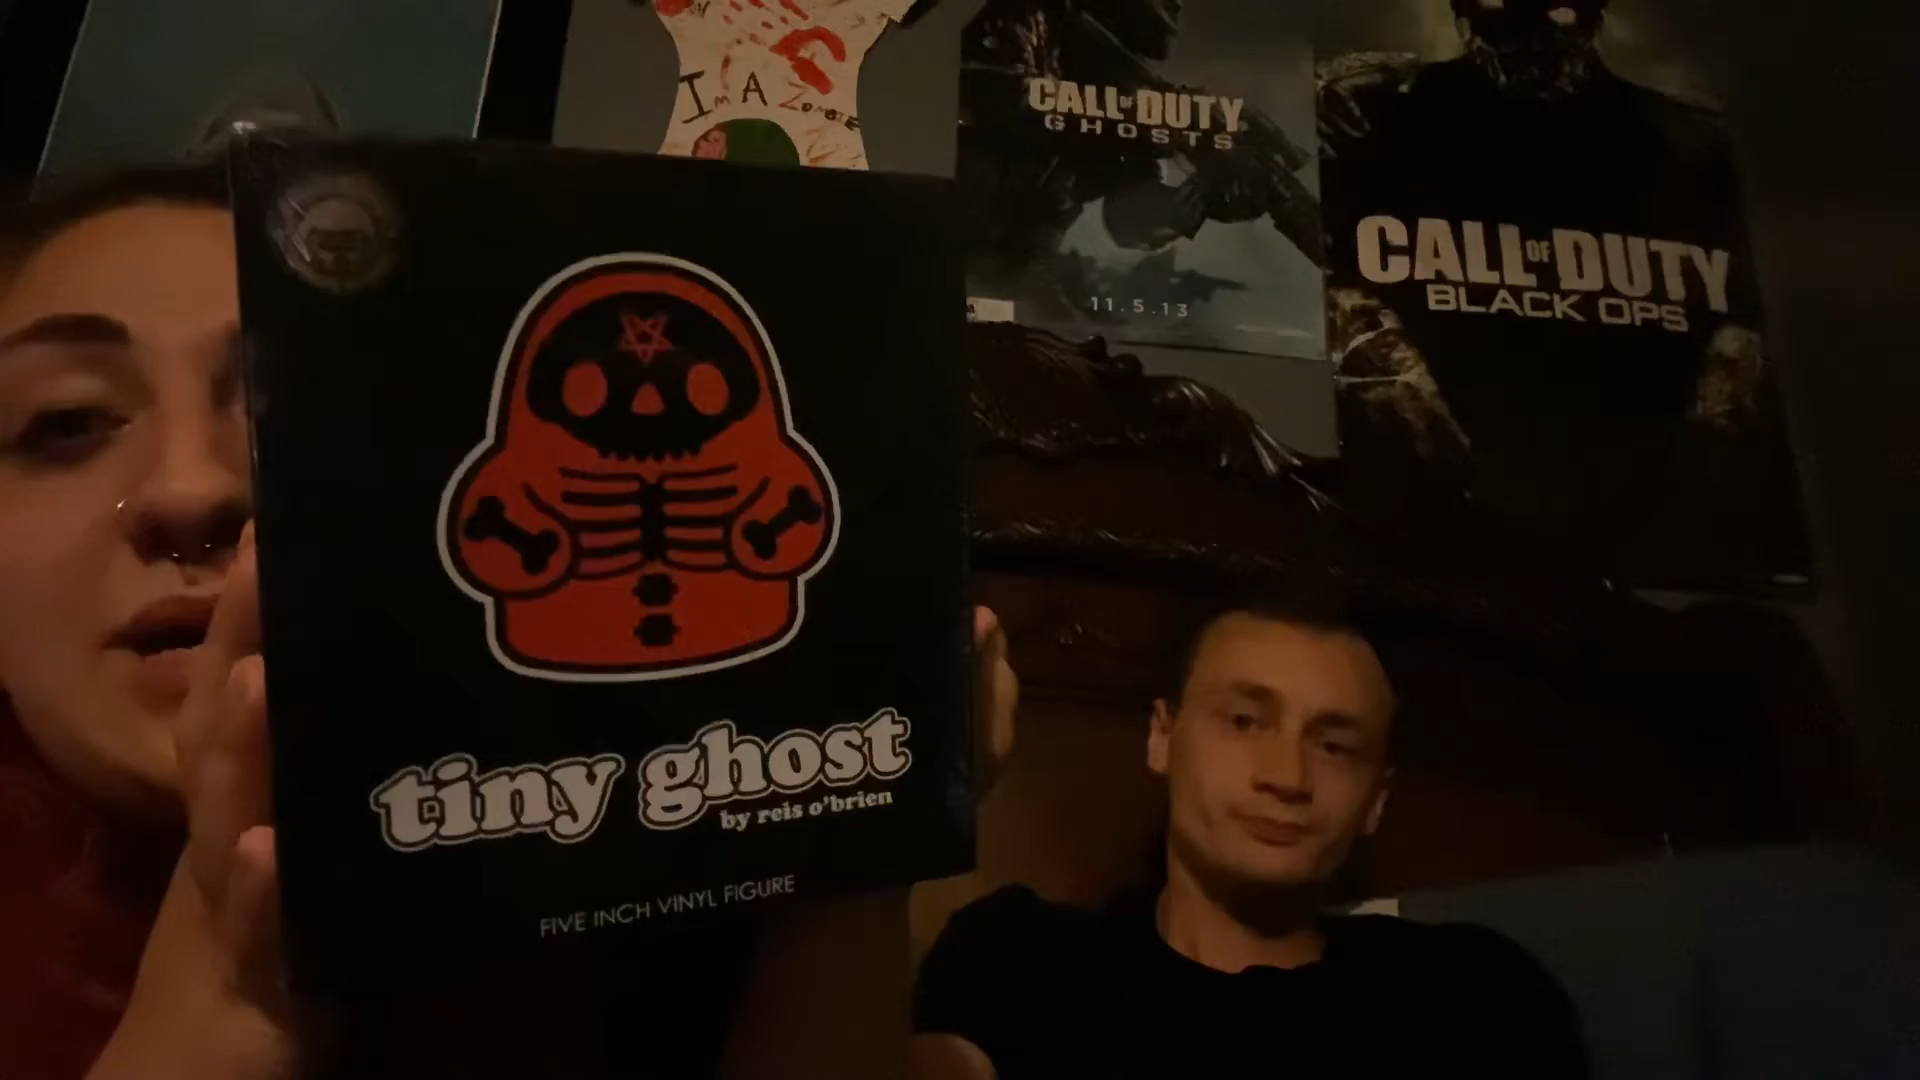 I'm A Zombie
CALL OF DUTY
GHOSTS
11.5.13
CALL OF DUTY
BLACK OPS
tiny ghost
by reis o'brien
FIVE INCH VINYL FIGURE